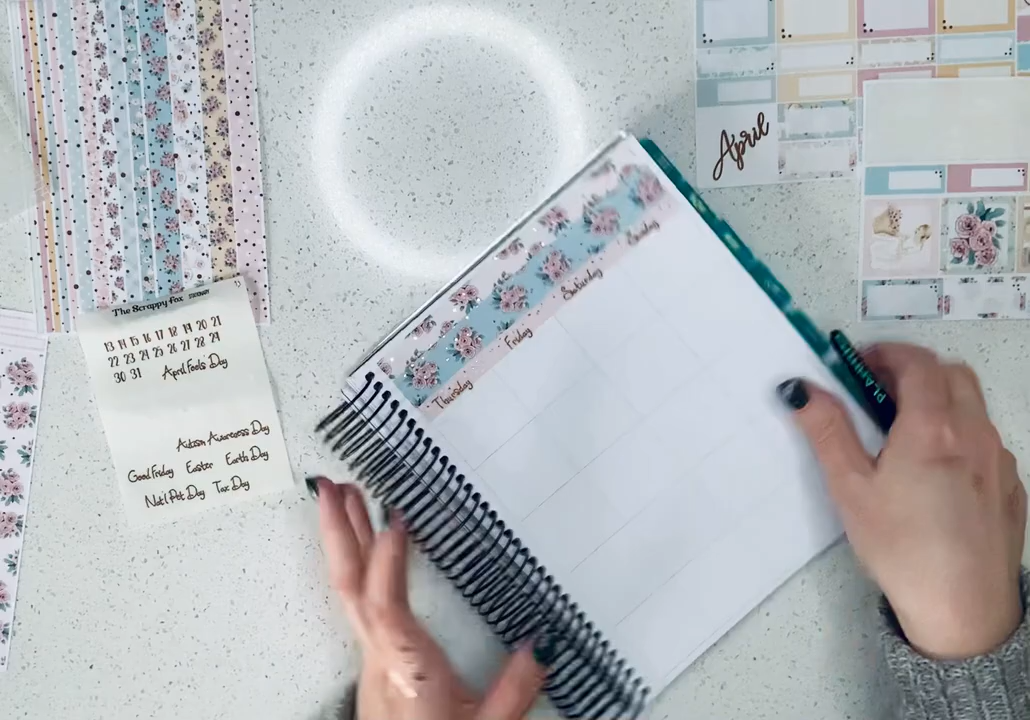 April
The Scrappy Fox STATIONERY
13 14 15 16 17 18 19 20 21
22 23 24 25 26 27 28 29
30 31 April Fools Day
Autism Awareness Day
Good Friday Easter Earth Day
Nat'l Pet Day Tax Day
Thursday Friday Saturday Sunday